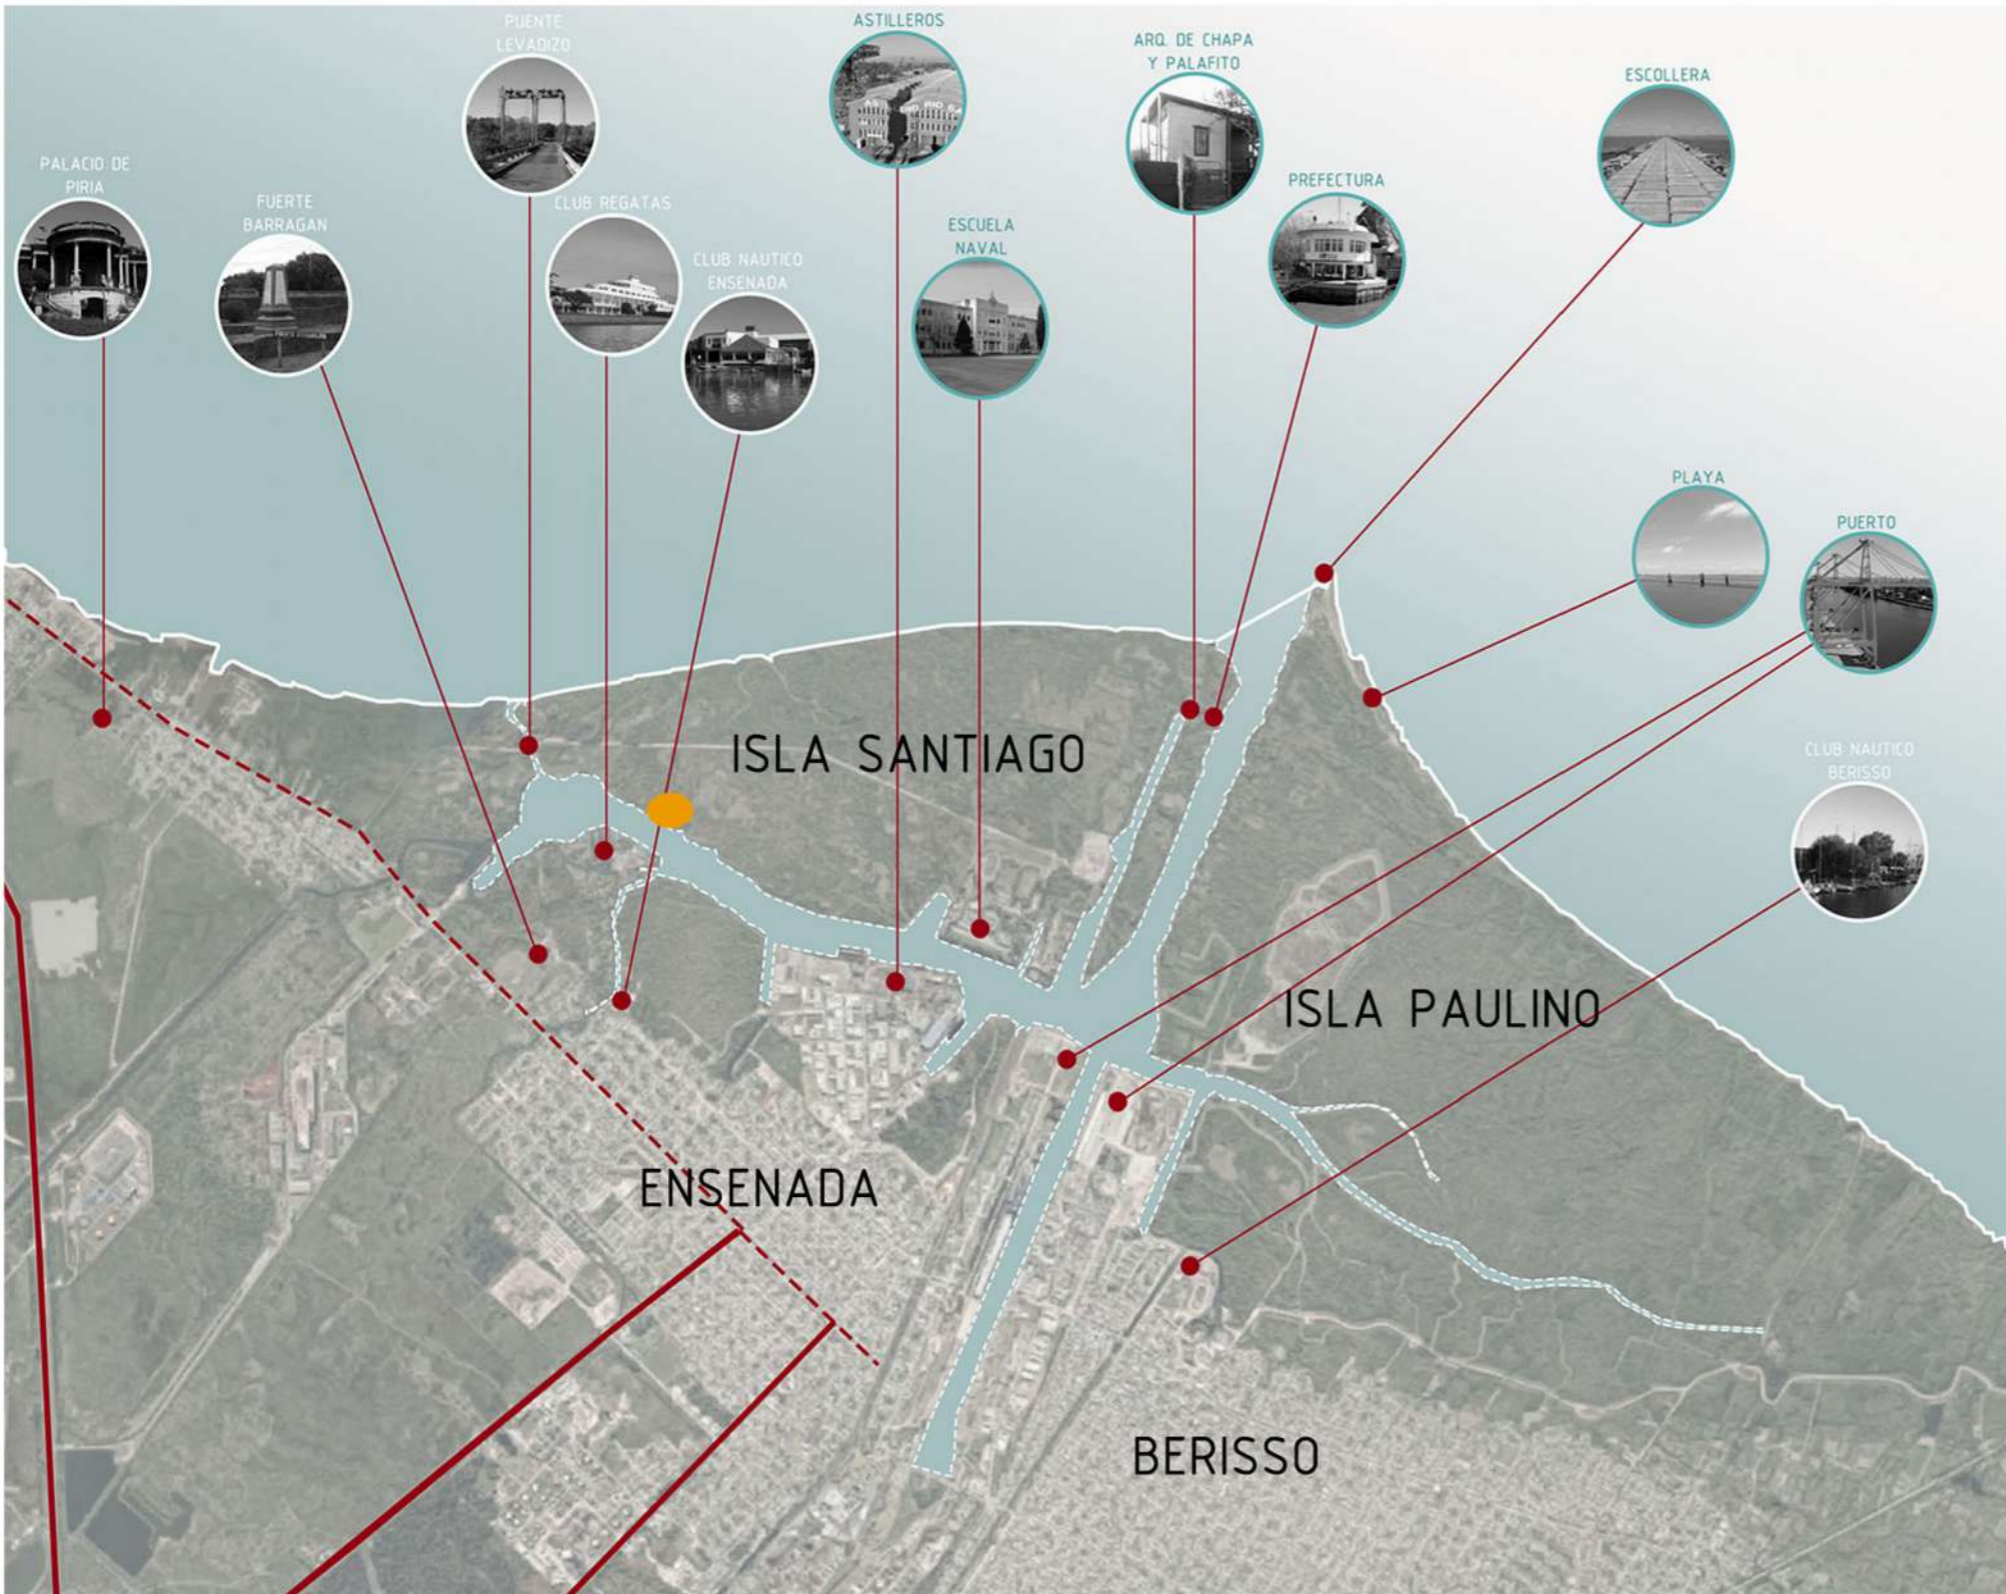 PUENTE
LEVADIZO
ASTILLEROS
ARQ. DE CHAPA
Y PALAFITO
ESCOLLERA
PALACIO DE
PIRIA
FUERTE
BARRAGAN
CLUB REGATAS
PREFECTURA
ESCUELA
NAVAL
CLUB NAUTICO
ENSENADA
PLAYA
PUERTO
ISLA SANTIAGO
CLUB NAUTICO
BERISSO
ISLA PAULINO
ENSENADA
BERISSO